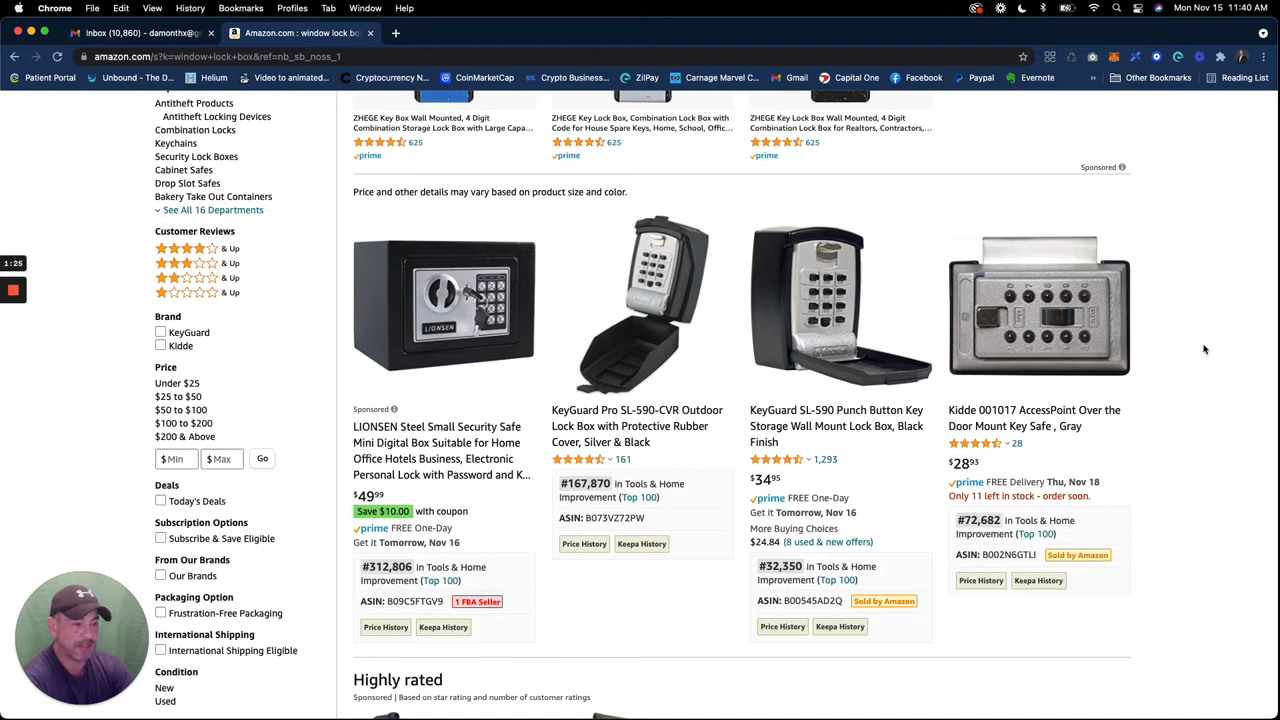 Chrome File Edit View History Bookmarks Profiles Tab Window Help
Mon Nov 15 11:40 AM
Inbox (10,860) - damonthx@g
Amazon.com : window lock bo
amazon.com/s?k=window+lock+box&ref=nb_sb_noss_1
Patient Portal Unbound - The D... Helium Video to animated... Cryptocurrency N... CoinMarketCap Crypto Business... ZilPay Carnage Marvel C... Gmail Capital One Facebook Paypal Evernote » Other Bookmarks Reading List
Antitheft Products
Antitheft Locking Devices
Combination Locks
Keychains
Security Lock Boxes
Cabinet Safes
Drop Slot Safes
Bakery Take Out Containers
See All 16 Departments
Customer Reviews
& Up
& Up
& Up
& Up
Brand
KeyGuard
Kidde
Price
Under $25
$25 to $50
$50 to $100
$100 to $200
$200 & Above
$ Min $ Max Go
Deals
Today's Deals
Subscription Options
Subscribe & Save Eligible
From Our Brands
Our Brands
Packaging Option
Frustration-Free Packaging
International Shipping
International Shipping Eligible
Condition
New
Used
1:25
ZHEGE Key Box Wall Mounted, 4 Digit
Combination Storage Lock Box with Large Capa...
625
prime
ZHEGE Key Lock Box, Combination Lock Box with
Code for House Spare Keys, Home, School, Offic...
625
prime
ZHEGE Key Lock Box Wall Mounted, 4 Digit
Combination Lock Box for Realtors, Contractors,...
625
prime
Sponsored
Price and other details may vary based on product size and color.
LIONSEN
Sponsored
LIONSEN Steel Small Security Safe
Mini Digital Box Suitable for Home
Office Hotels Business, Electronic
Personal Lock with Password and K...
$49 99
Save $10.00 with coupon
prime FREE One-Day
Get it Tomorrow, Nov 16
#312,806 in Tools & Home
Improvement (Top 100)
ASIN: B09C5FTGV9 1 FBA Seller
Price History Keepa History
KeyGuard Pro SL-590-CVR Outdoor
Lock Box with Protective Rubber
Cover, Silver & Black
161
#167,870 in Tools & Home
Improvement (Top 100)
ASIN: B073VZ72PW
Price History Keepa History
KeyGuard SL-590 Punch Button Key
Storage Wall Mount Lock Box, Black
Finish
1,293
$34 95
prime FREE One-Day
Get it Tomorrow, Nov 16
More Buying Choices
$24.84 (8 used & new offers)
#32,350 in Tools & Home
Improvement (Top 100)
ASIN: B00545AD2Q Sold by Amazon
Price History Keepa History
Kidde 001017 AccessPoint Over the
Door Mount Key Safe , Gray
28
$28 93
prime FREE Delivery Thu, Nov 18
Only 11 left in stock - order soon.
#72,682 in Tools & Home
Improvement (Top 100)
ASIN: B002N6GTLI Sold by Amazon
Price History Keepa History
Highly rated
Sponsored | Based on star rating and number of customer ratings